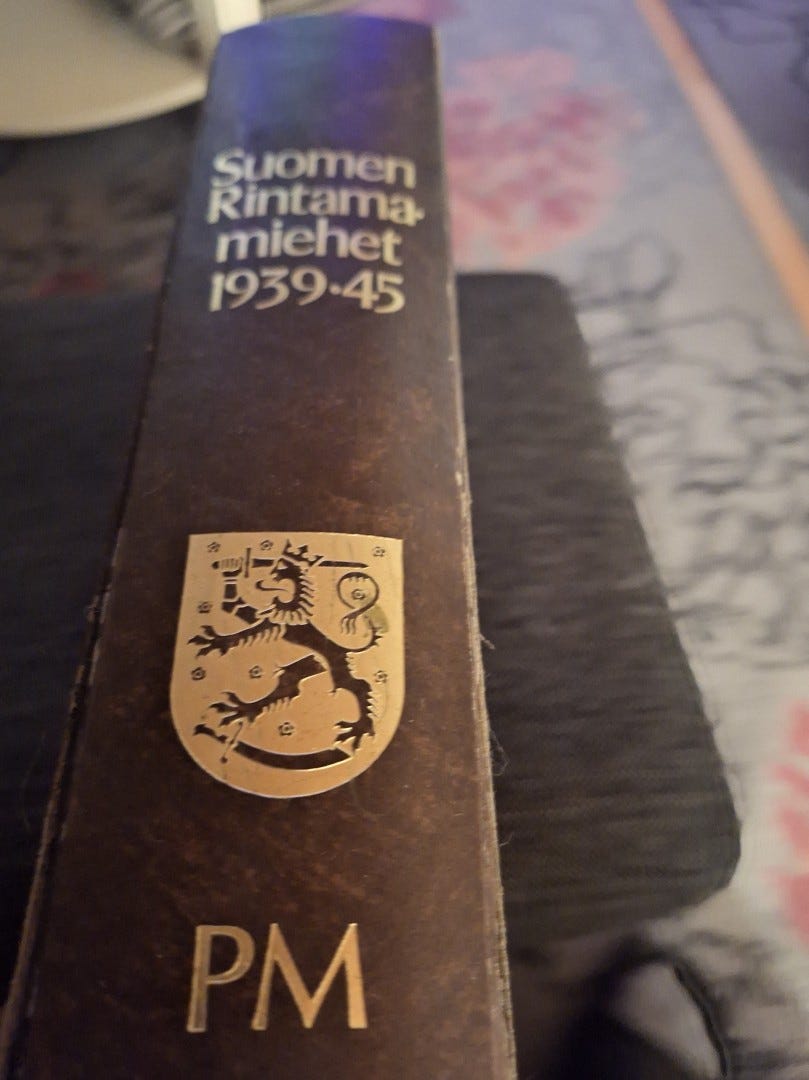 Suomen
Rintama-
miehet
1939·45
PM